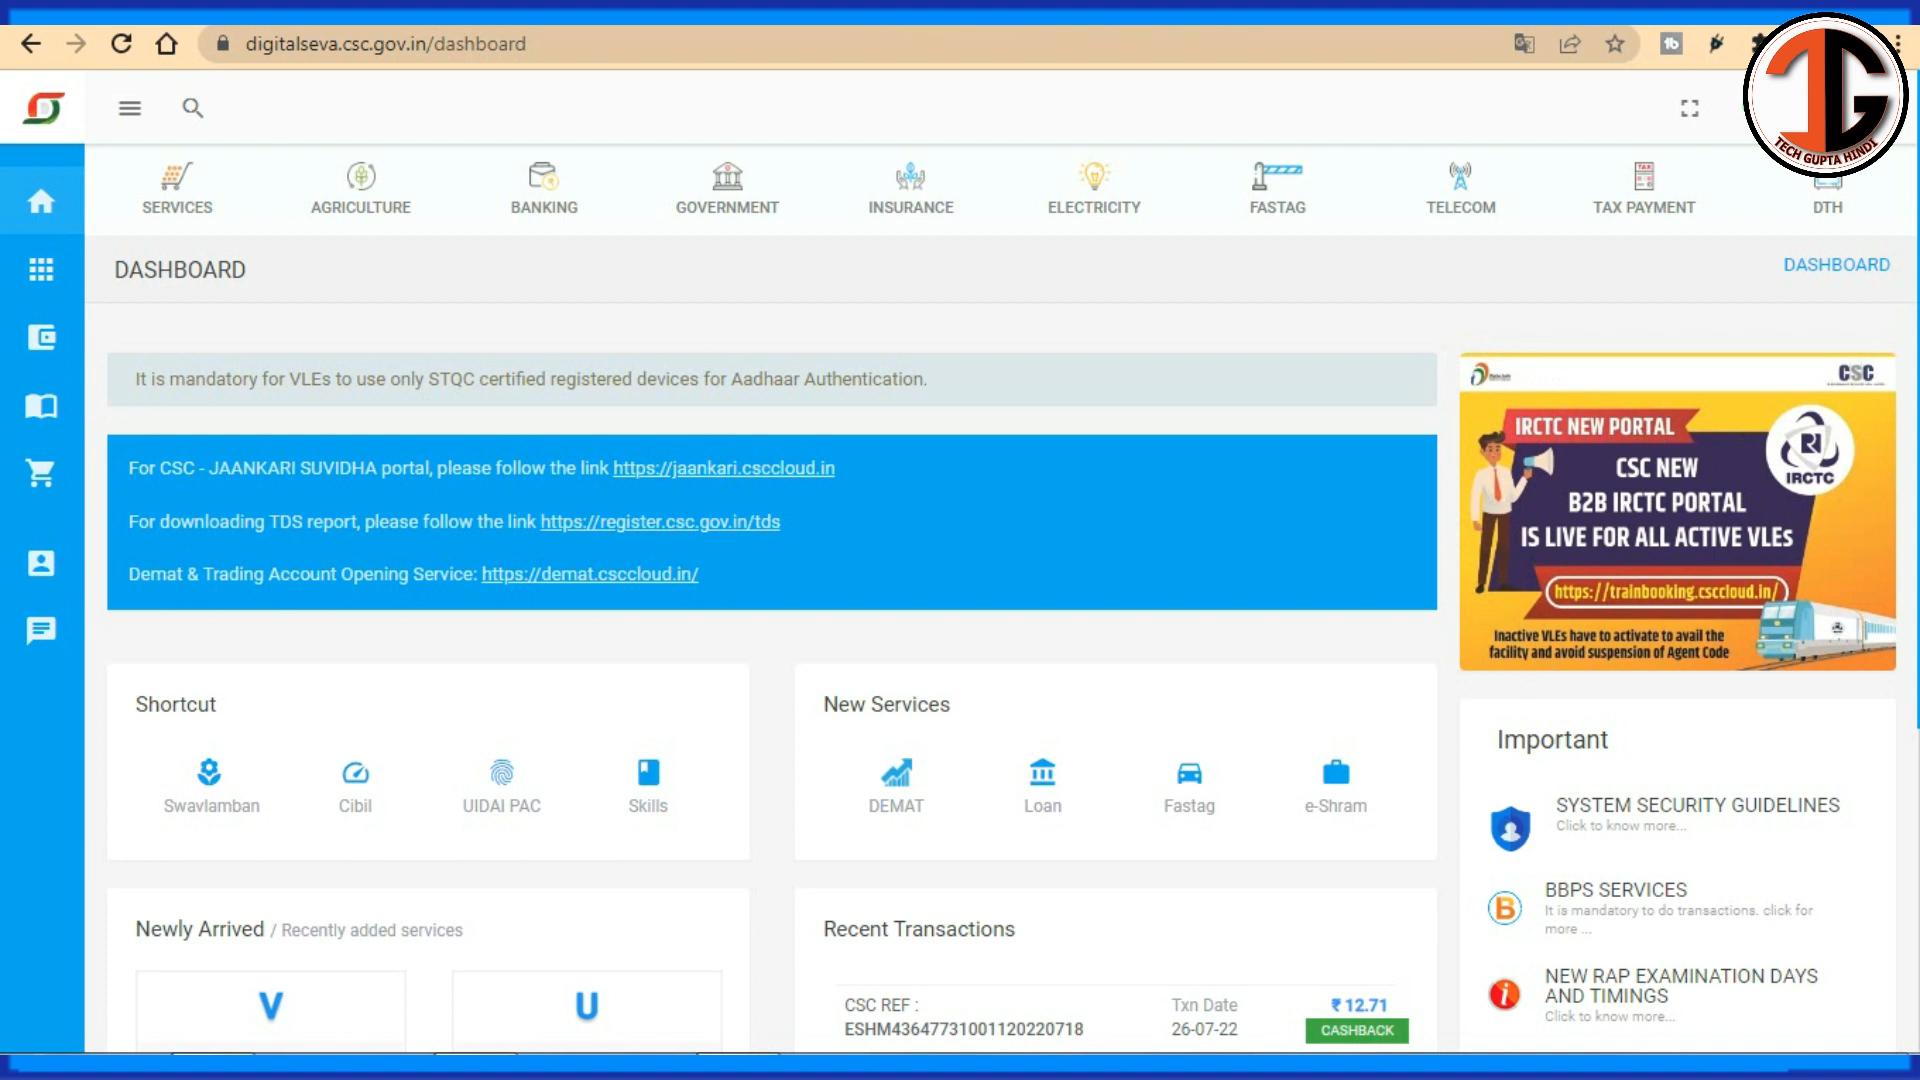 digitalseva.csc.gov.in/dashboard
TECH GUPTA HINDI
SERVICES
AGRICULTURE
BANKING
GOVERNMENT
INSURANCE
ELECTRICITY
FASTAG
TELECOM
TAX PAYMENT
DTH
DASHBOARD
DASHBOARD
It is mandatory for VLEs to use only STQC certified registered devices for Aadhaar Authentication.
For CSC - JAANKARI SUVIDHA portal, please follow the link https://jaankari.csccloud.in
For downloading TDS report, please follow the link https://register.csc.gov.in/tds
Demat & Trading Account Opening Service: https://demat.csccloud.in/
CSC
IRCTC NEW PORTAL
CSC NEW
B2B IRCTC PORTAL
IS LIVE FOR ALL ACTIVE VLEs
IRCTC
https://trainbooking.csccloud.in/
Inactive VLEs have to activate to avail the
facility and avoid suspension of Agent Code
Shortcut
Swavlamban
Cibil
UIDAI PAC
Skills
New Services
DEMAT
Loan
Fastag
e-Shram
Important
SYSTEM SECURITY GUIDELINES
Click to know more...
BBPS SERVICES
It is mandatory to do transactions. click for
more ...
NEW RAP EXAMINATION DAYS
AND TIMINGS
Click to know more...
Newly Arrived / Recently added services
V
U
Recent Transactions
CSC REF :
ESHM43647731001120220718
Txn Date
26-07-22
₹ 12.71
CASHBACK